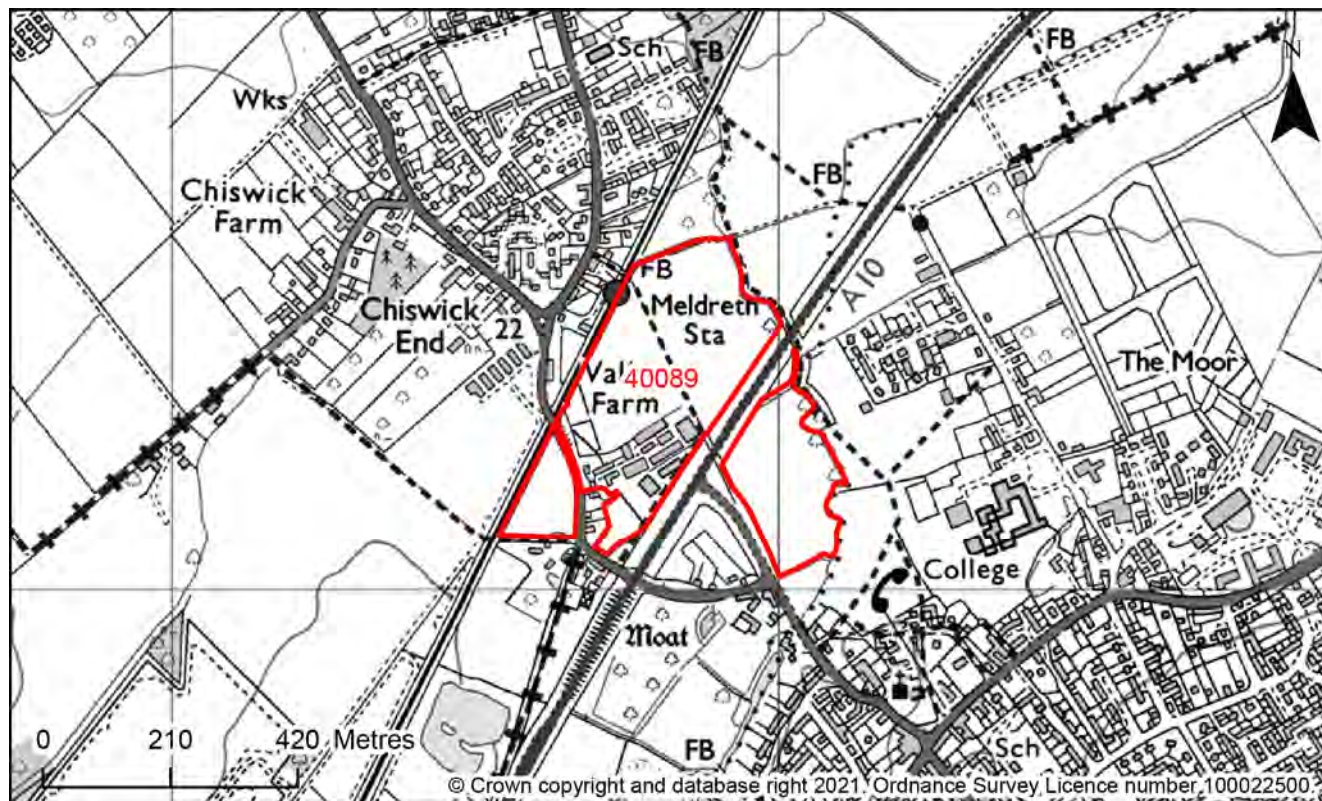 Sch
FB
FB
N
Wks
FB
Chiswick
Farm
FB
Meldreth
Sta
A10
Chiswick
End
22
40089
Farm
The Moor
College
Moat
FB
Sch
0 210 420 Metres
© Crown copyright and database right 2021. Ordnance Survey Licence number 100022500.